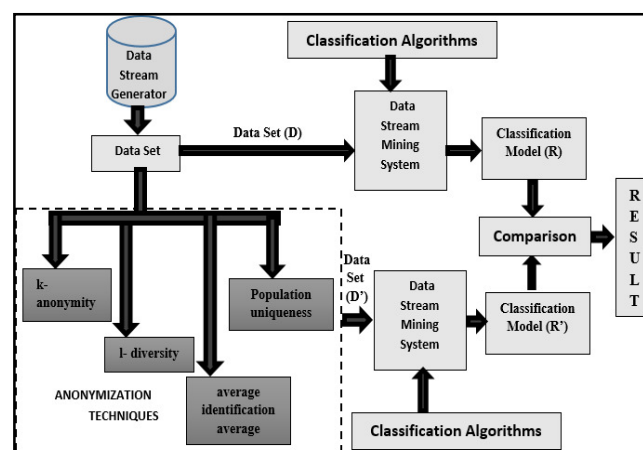 Data
Stream
Generator
Classification Algorithms
Data Set
Data Set (D)
Data
Stream
Mining
System
Classification
Model (R)
R
E
S
U
L
T
Comparison
k-
anonymity
l- diversity
average
identification
average
Population
uniqueness
ANONYMIZATION
TECHNIQUES
Data
Set
(D’)
Data
Stream
Mining
System
Classification
Model (R’)
Classification Algorithms